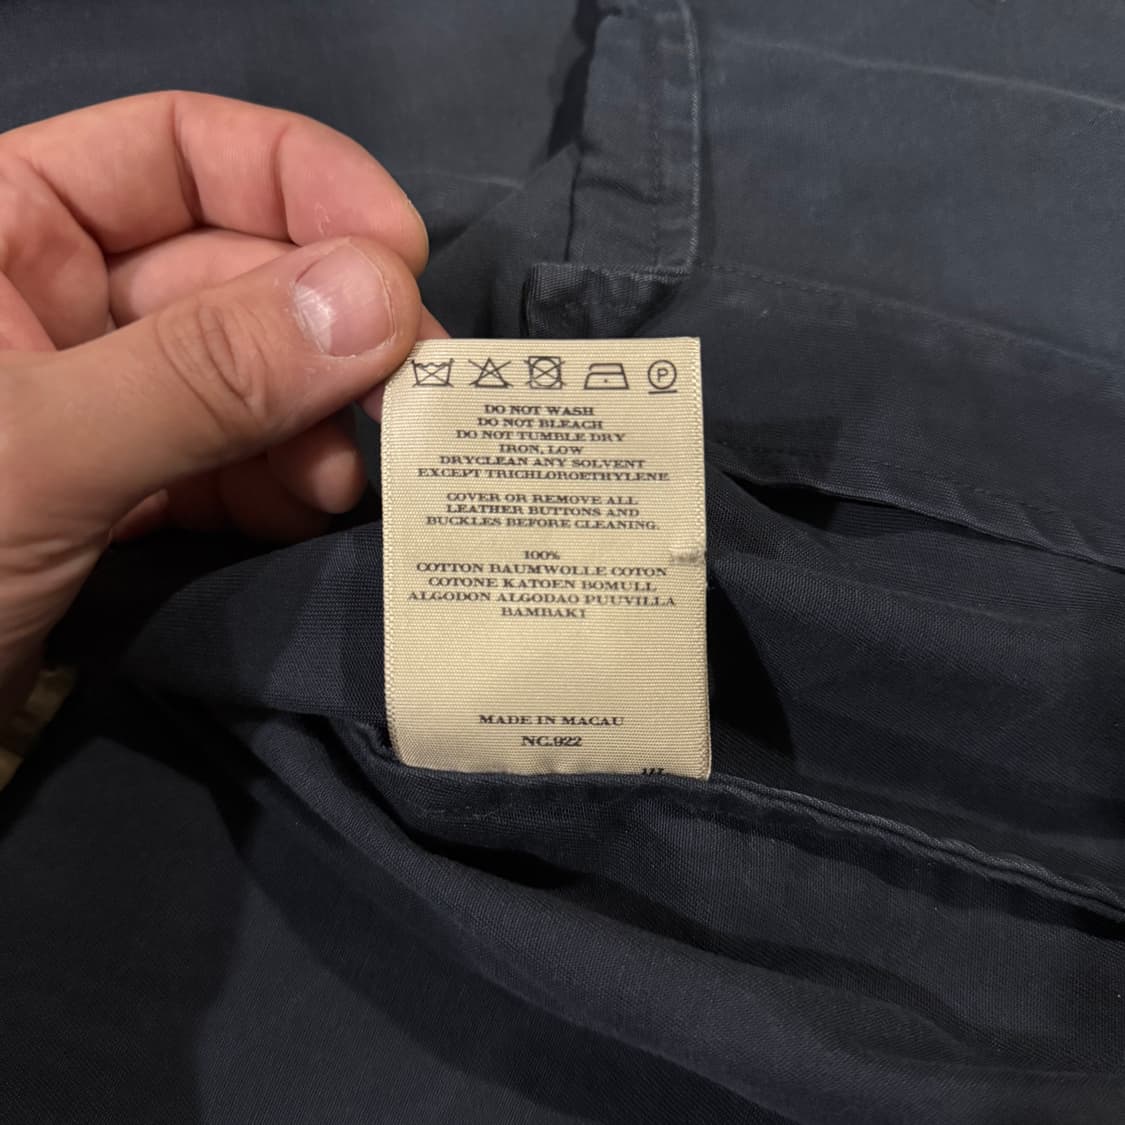 P
DO NOT WASH
DO NOT BLEACH
DO NOT TUMBLE DRY
IRON, LOW
DRYCLEAN ANY SOLVENT
EXCEPT TRICHLOROETHYLENE
COVER OR REMOVE ALL
LEATHER BUTTONS AND
BUCKLES BEFORE CLEANING.
100%
COTTON BAUMWOLLE COTON
COTONE KATOEN BOMULL
ALGODON ALGODAO PUUVILLA
BAMBAKI
MADE IN MACAU
NC.922